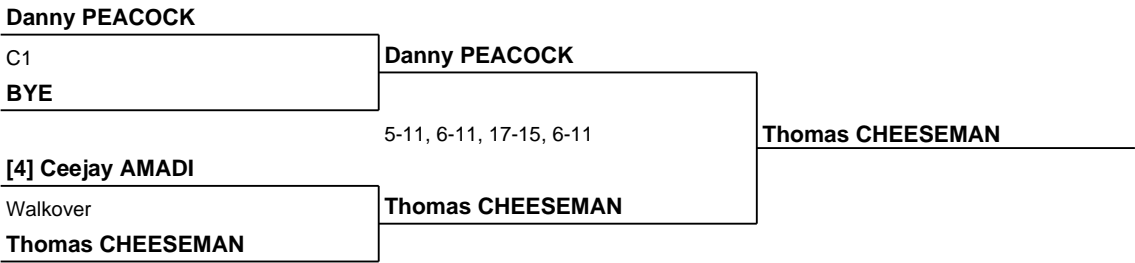 Danny PEACOCK
C1
Danny PEACOCK
BYE
5-11, 6-11, 17-15, 6-11
Thomas CHEESEMAN
[4] Ceejay AMADI
Walkover
Thomas CHEESEMAN
Thomas CHEESEMAN